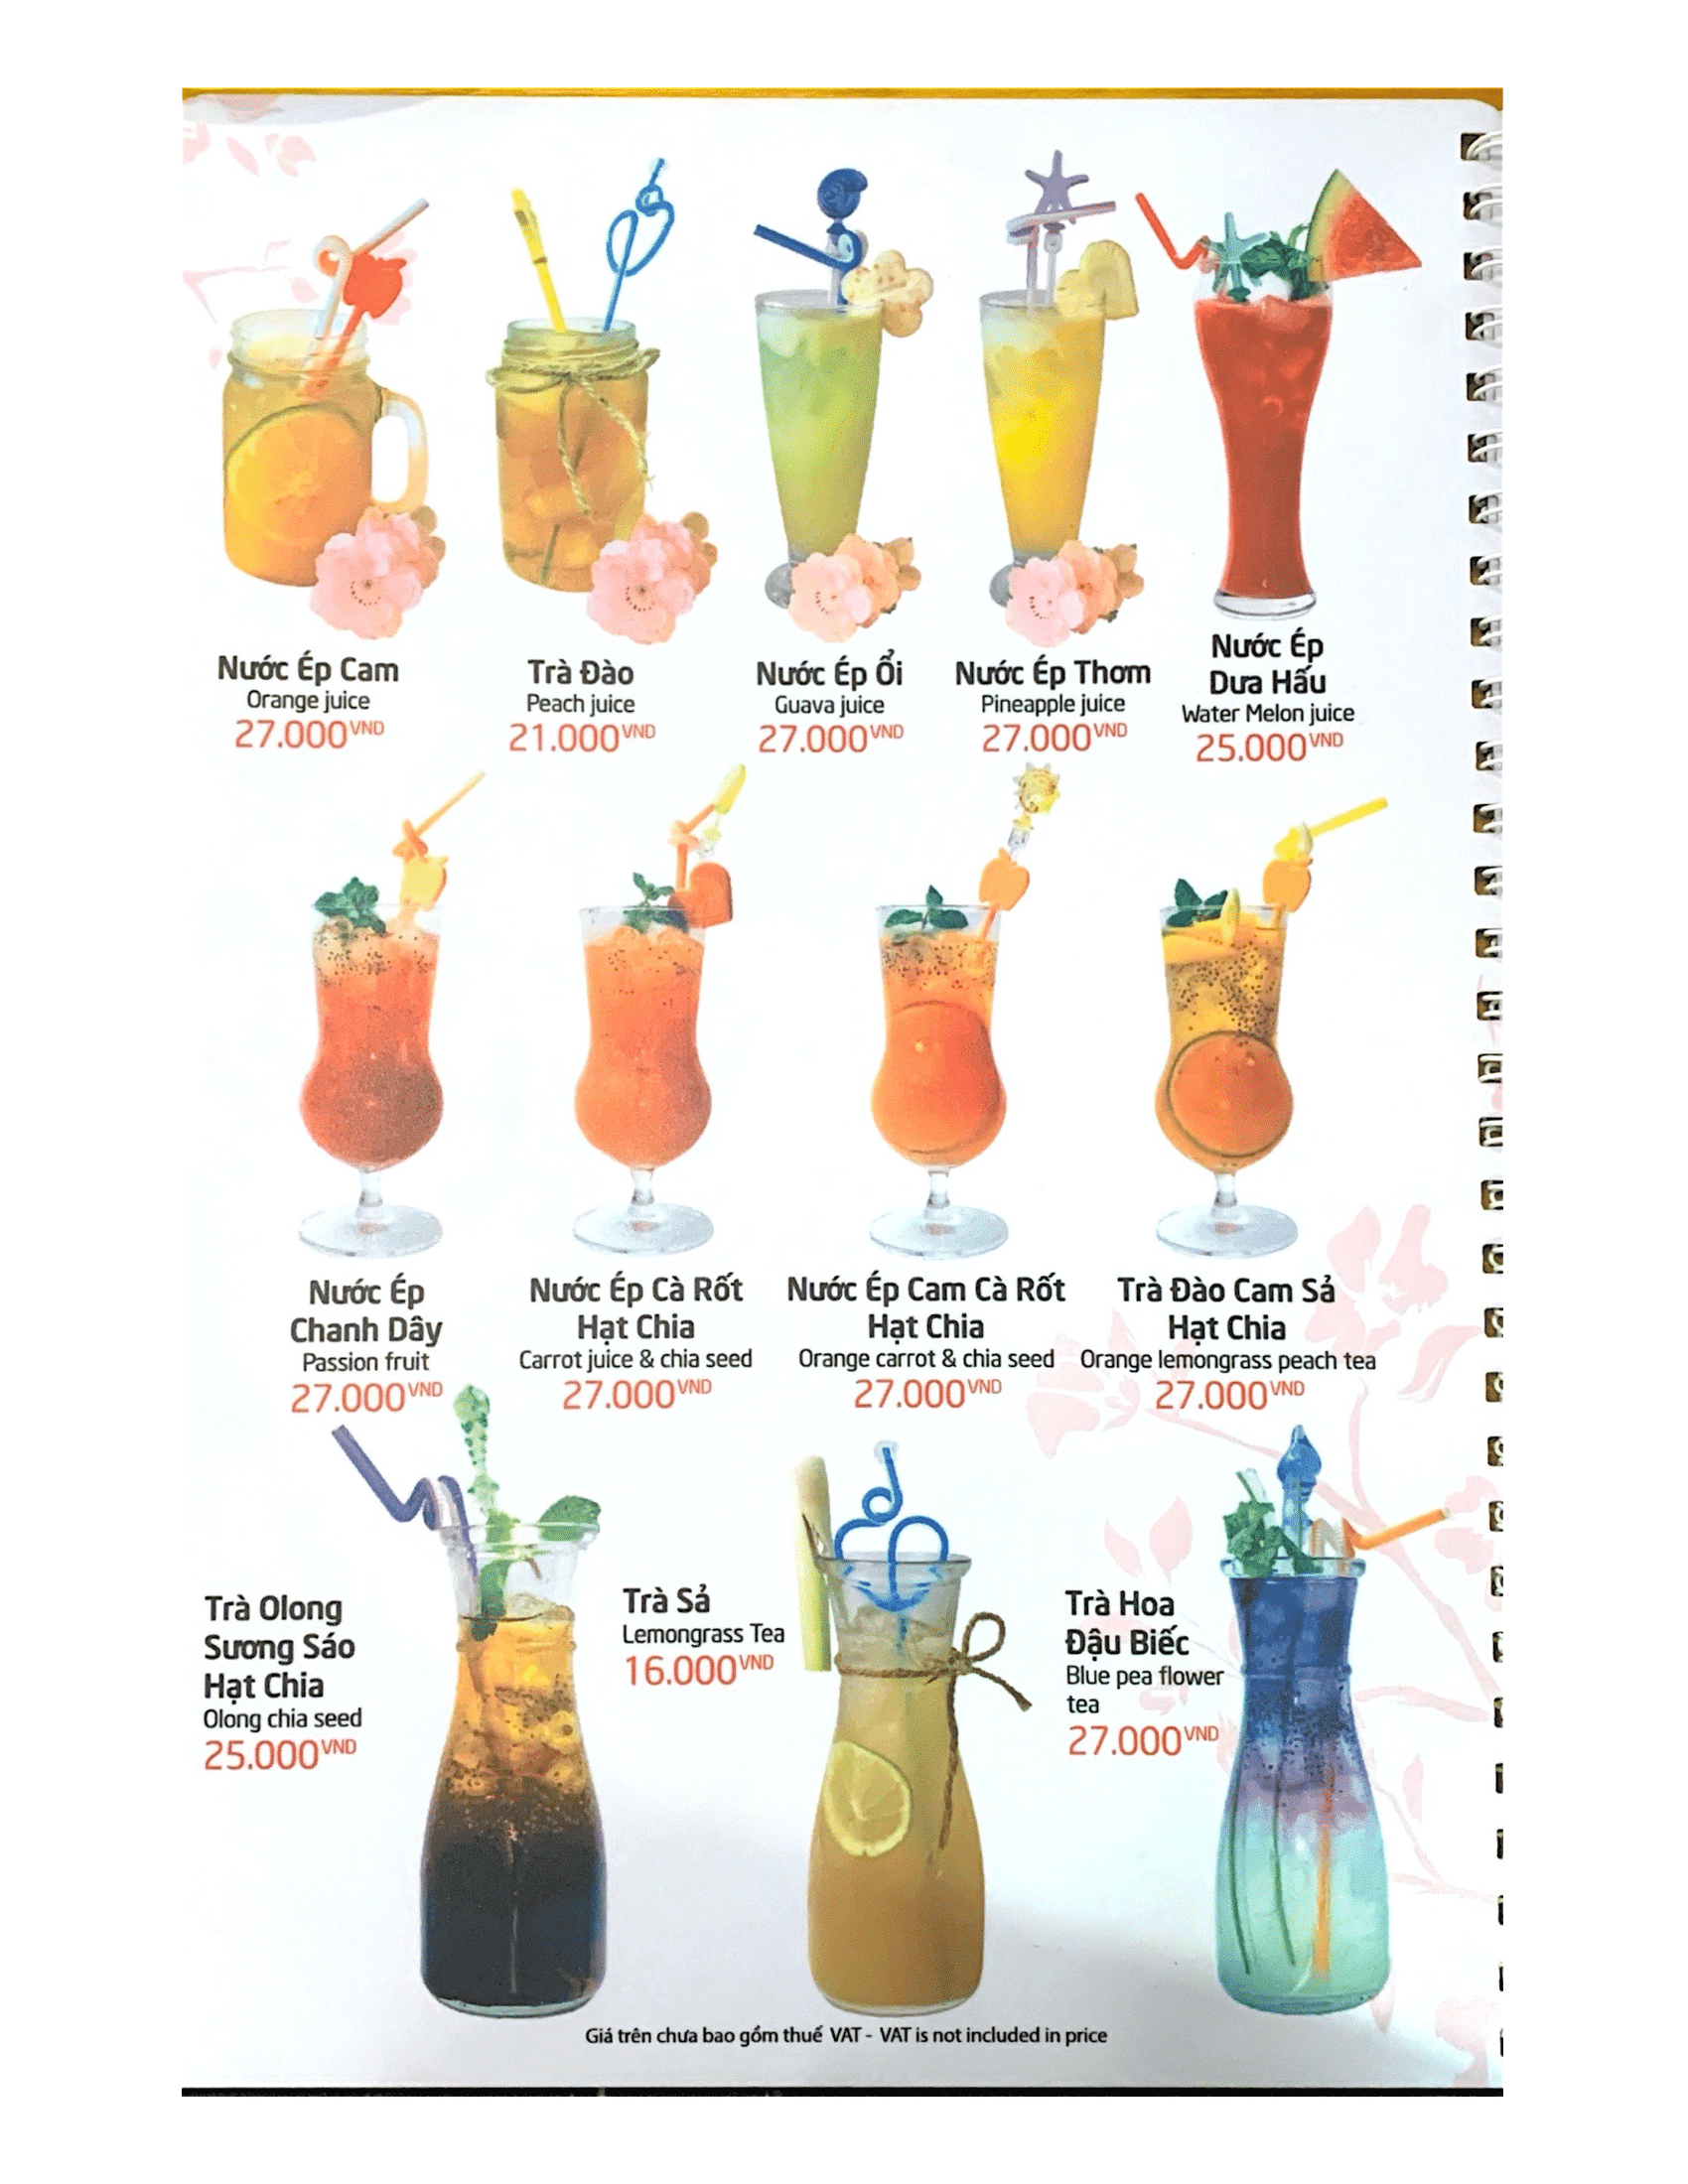 Nước Ép Cam
Orange juice
27.000 VND
Trà Đào
Peach juice
21.000 VND
Nước Ép Ổi
Guava juice
27.000 VND
Nước Ép Thơm
Pineapple juice
27.000 VND
Nước Ép
Dưa Hấu
Water Melon juice
25.000 VND
Nước Ép
Chanh Dây
Passion fruit
27.000 VND
Nước Ép Cà Rốt
Hạt Chia
Carrot juice & chia seed
27.000 VND
Nước Ép Cam Cà Rốt
Hạt Chia
Orange carrot & chia seed
27.000 VND
Trà Đào Cam Sả
Hạt Chia
Orange lemongrass peach tea
27.000 VND
Trà Olong
Sương Sáo
Hạt Chia
Olong chia seed
25.000 VND
Trà Sả
Lemongrass Tea
16.000 VND
Trà Hoa
Đậu Biếc
Blue pea flower
tea
27.000 VND
Giá trên chưa bao gồm thuế VAT - VAT is not included in price